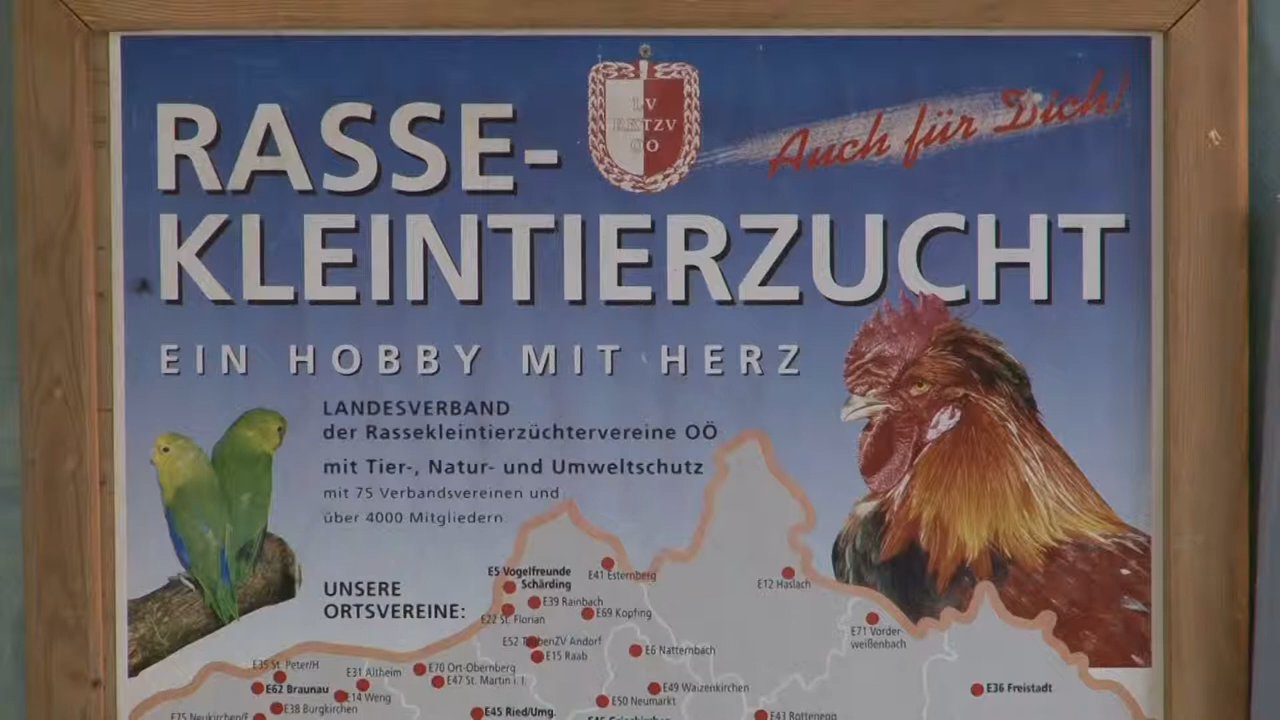 RASSE-
LV
RKTZV
OÖ
Auch für Dich!
KLEINTIERZUCHT
EIN HOBBY MIT HERZ
LANDESVERBAND
der Rassekleintierzüchtervereine OÖ
mit Tier-, Natur- und Umweltschutz
mit 75 Verbandsvereinen und
über 4000 Mitgliedern
UNSERE
ORTSVEREINE:
E5 Vogelfreunde
Schärding
E41 Esternberg
E12 Haslach
E39 Rainbach
E22 St. Florian
E69 Kopfing
E71 Vorder-
weißenbach
E52 TaubenZV Andorf
E15 Raab
E6 Natternbach
E35 St. Peter/H
E31 Altheim
E70 Ort-Obernberg
E47 St. Martin i. I.
E62 Braunau
E14 Weng
E49 Waizenkirchen
E36 Freistadt
E50 Neumarkt
E38 Burgkirchen
E45 Ried/Umg.
E43 Rottenegg
E75 Neukirchen/E